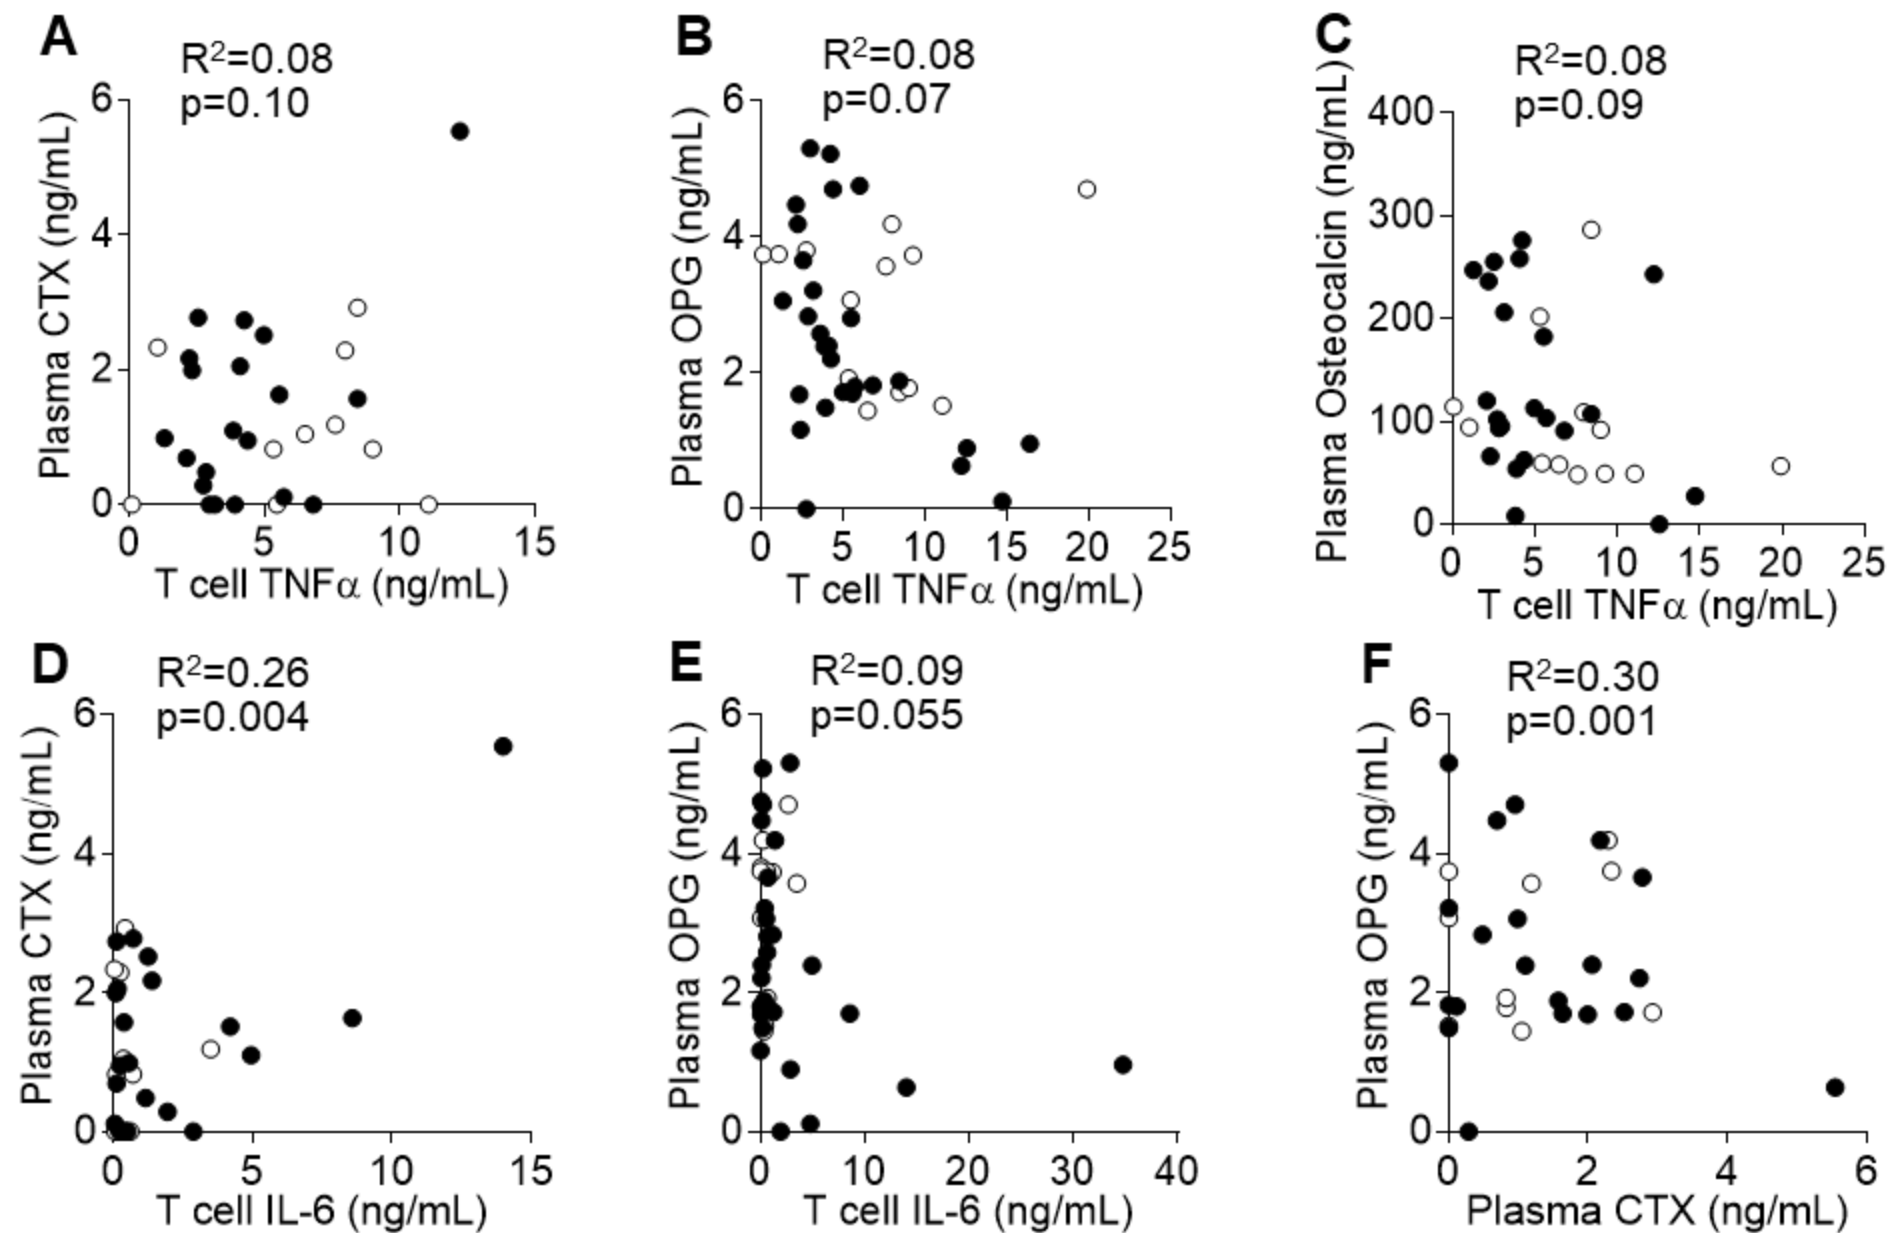 A
R²=0.08
p=0.10
Plasma CTX (ng/mL)
6
4
2
0
0 5 10 15
T cell TNFα (ng/mL)
B
R²=0.08
p=0.07
Plasma OPG (ng/mL)
6
4
2
0
0 5 10 15 20 25
T cell TNFα (ng/mL)
C
R²=0.08
p=0.09
Plasma Osteocalcin (ng/mL)
400
300
200
100
0
0 5 10 15 20 25
T cell TNFα (ng/mL)
D
R²=0.26
p=0.004
Plasma CTX (ng/mL)
6
4
2
0
0 5 10 15
T cell IL-6 (ng/mL)
E
R²=0.09
p=0.055
Plasma OPG (ng/mL)
6
4
2
0
0 10 20 30 40
T cell IL-6 (ng/mL)
F
R²=0.30
p=0.001
Plasma OPG (ng/mL)
6
4
2
0
0 2 4 6
Plasma CTX (ng/mL)